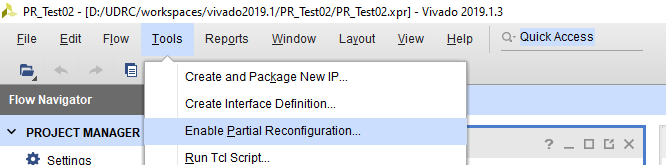 PR_Test02 - [D:/UDRC/workspaces/vivado2019.1/PR_Test02/PR_Test02.xpr] - Vivado 2019.1.3
File Edit Flow Tools Reports Window Layout View Help Quick Access
Create and Package New IP...
Create Interface Definition...
Flow Navigator
Enable Partial Reconfiguration...
PROJECT MANAGER
Run Tcl Script...
Settings